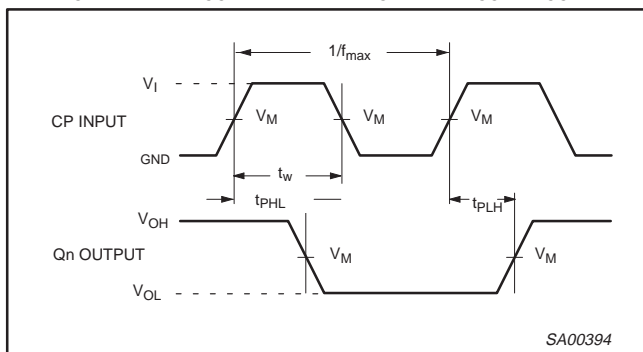 1/fmax
VI
CP INPUT
VM
VM
VM
GND
tw
tPHL
tPLH
VOH
Qn OUTPUT
VM
VM
VOL
SA00394